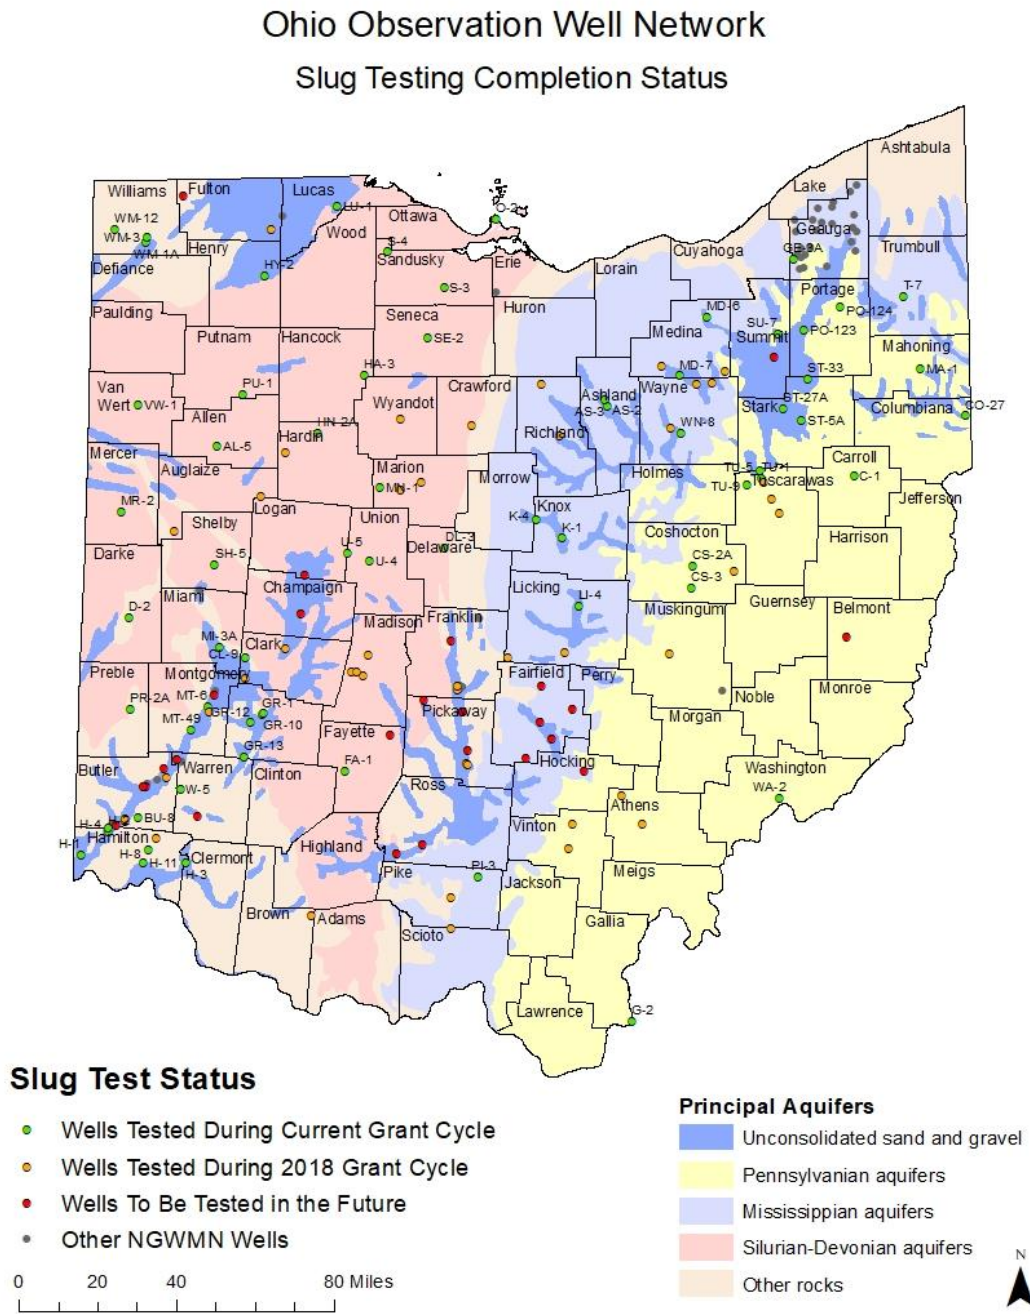 Ohio Observation Well Network
Slug Testing Completion Status
Ashtabula
Williams
Fulton
Lucas
Lake
LU-1
Ottawa
O-2
WM-12
Wood
Geauga
WM-3
S-4
GE-3A
WM-1A
Henry
Cuyahoga
Trumbull
Sandusky
Erie
Defiance
HY-2
Lorain
S-3
Portage
T-7
Paulding
Huron
MD-6
PO-124
Seneca
SU-7
Medina
PO-123
Putnam
Hancock
SE-2
Summit
Mahoning
HA-3
MD-7
ST-33
MA-1
Van
Wert
VW-1
PU-1
Crawford
Wayne
Ashland
ST-27A
Wyandot
AS-3
AS-2
Stark
Columbiana
CO-27
Allen
HN-2A
WN-8
ST-5A
Hardin
Richland
AL-5
Mercer
Carroll
Auglaize
Marion
Morrow
Holmes
TU-5
TU-1
C-1
MN-1
TU-9
Tuscarawas
MR-2
Jefferson
Logan
Knox
Shelby
Union
K-4
K-1
Coshocton
Harrison
Darke
U-5
DL-3
Delaware
SH-5
U-4
CS-2A
Champaign
Licking
CS-3
Miami
LI-4
Guernsey
D-2
Muskingum
Belmont
Madison
Franklin
MI-3A
Clark
CL-9
Preble
Montgomery
Fairfield
Perry
Monroe
PR-2A
MT-6
Noble
GR-1
GR-12
Pickaway
Morgan
MT-49
GR-10
Fayette
GR-13
Hocking
Butler
Warren
Clinton
FA-1
Washington
W-5
Ross
WA-2
Athens
BU-8
H-4
Vinton
H-1
Hamilton
Highland
H-8
H-11
Clermont
Pike
PI-3
Meigs
H-3
Jackson
Brown
Adams
Gallia
Scioto
Lawrence
G-2
Slug Test Status
Wells Tested During Current Grant Cycle
Wells Tested During 2018 Grant Cycle
Wells To Be Tested in the Future
Other NGWMN Wells
0 20 40 80 Miles
Principal Aquifers
Unconsolidated sand and gravel
Pennsylvanian aquifers
Mississippian aquifers
Silurian-Devonian aquifers
Other rocks
N